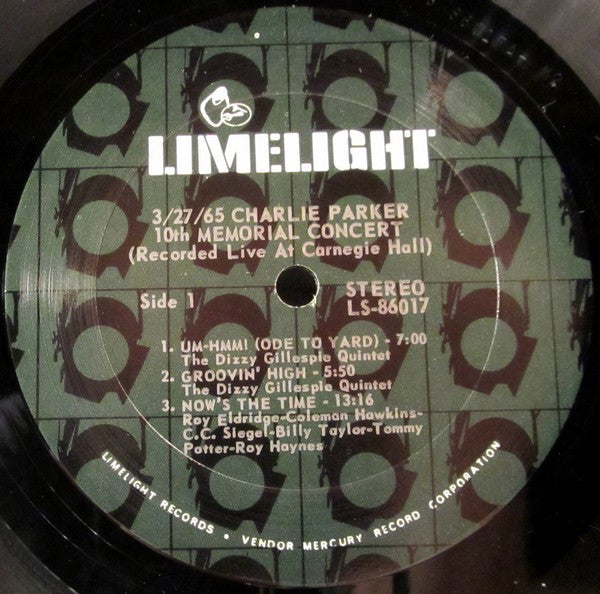 LIMELIGHT
3/27/65 CHARLIE PARKER
10th MEMORIAL CONCERT
(Recorded Live At Carnegie Hall)
Side 1
STEREO
LS-86017
1. UM-HMM! (ODE TO YARD) - 7:00
The Dizzy Gillespie Quintet
2. GROOVIN' HIGH - 5:50
The Dizzy Gillespie Quintet
3. NOW'S THE TIME - 13:16
Roy Eldridge-Coleman Hawkins-
C.C. Siegel-Billy Taylor-Tommy
Potter-Roy Haynes
LIMELIGHT RECORDS • VENDOR MERCURY RECORD CORPORATION